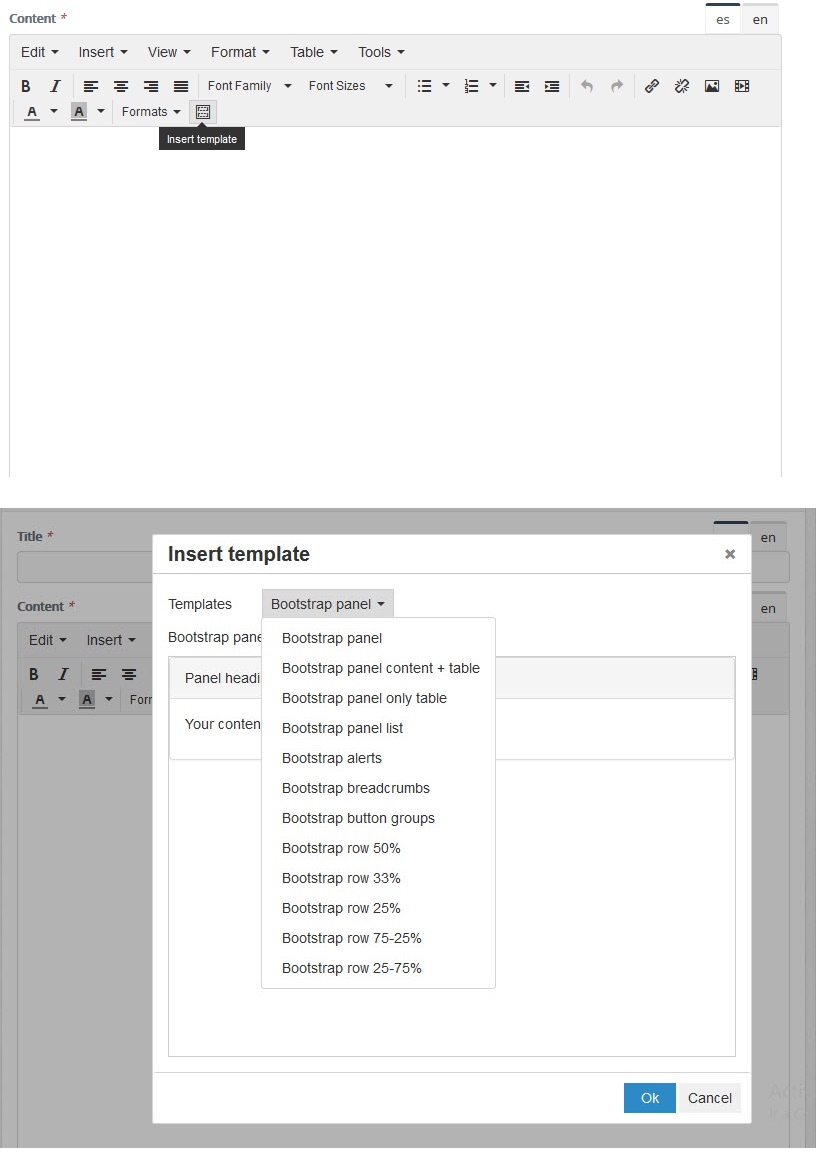 Content * es en
Edit Insert View Format Table Tools
B I Font Family Font Sizes
A A Formats
Insert template
Title * en
Insert template
Templates Bootstrap panel
Content * en
Edit Insert
Bootstrap pane
Bootstrap panel
Bootstrap panel content + table
B I
Panel headi
Bootstrap panel only table
A A Forr
Your conten
Bootstrap panel list
Bootstrap alerts
Bootstrap breadcrumbs
Bootstrap button groups
Bootstrap row 50%
Bootstrap row 33%
Bootstrap row 25%
Bootstrap row 75-25%
Bootstrap row 25-75%
Ok Cancel